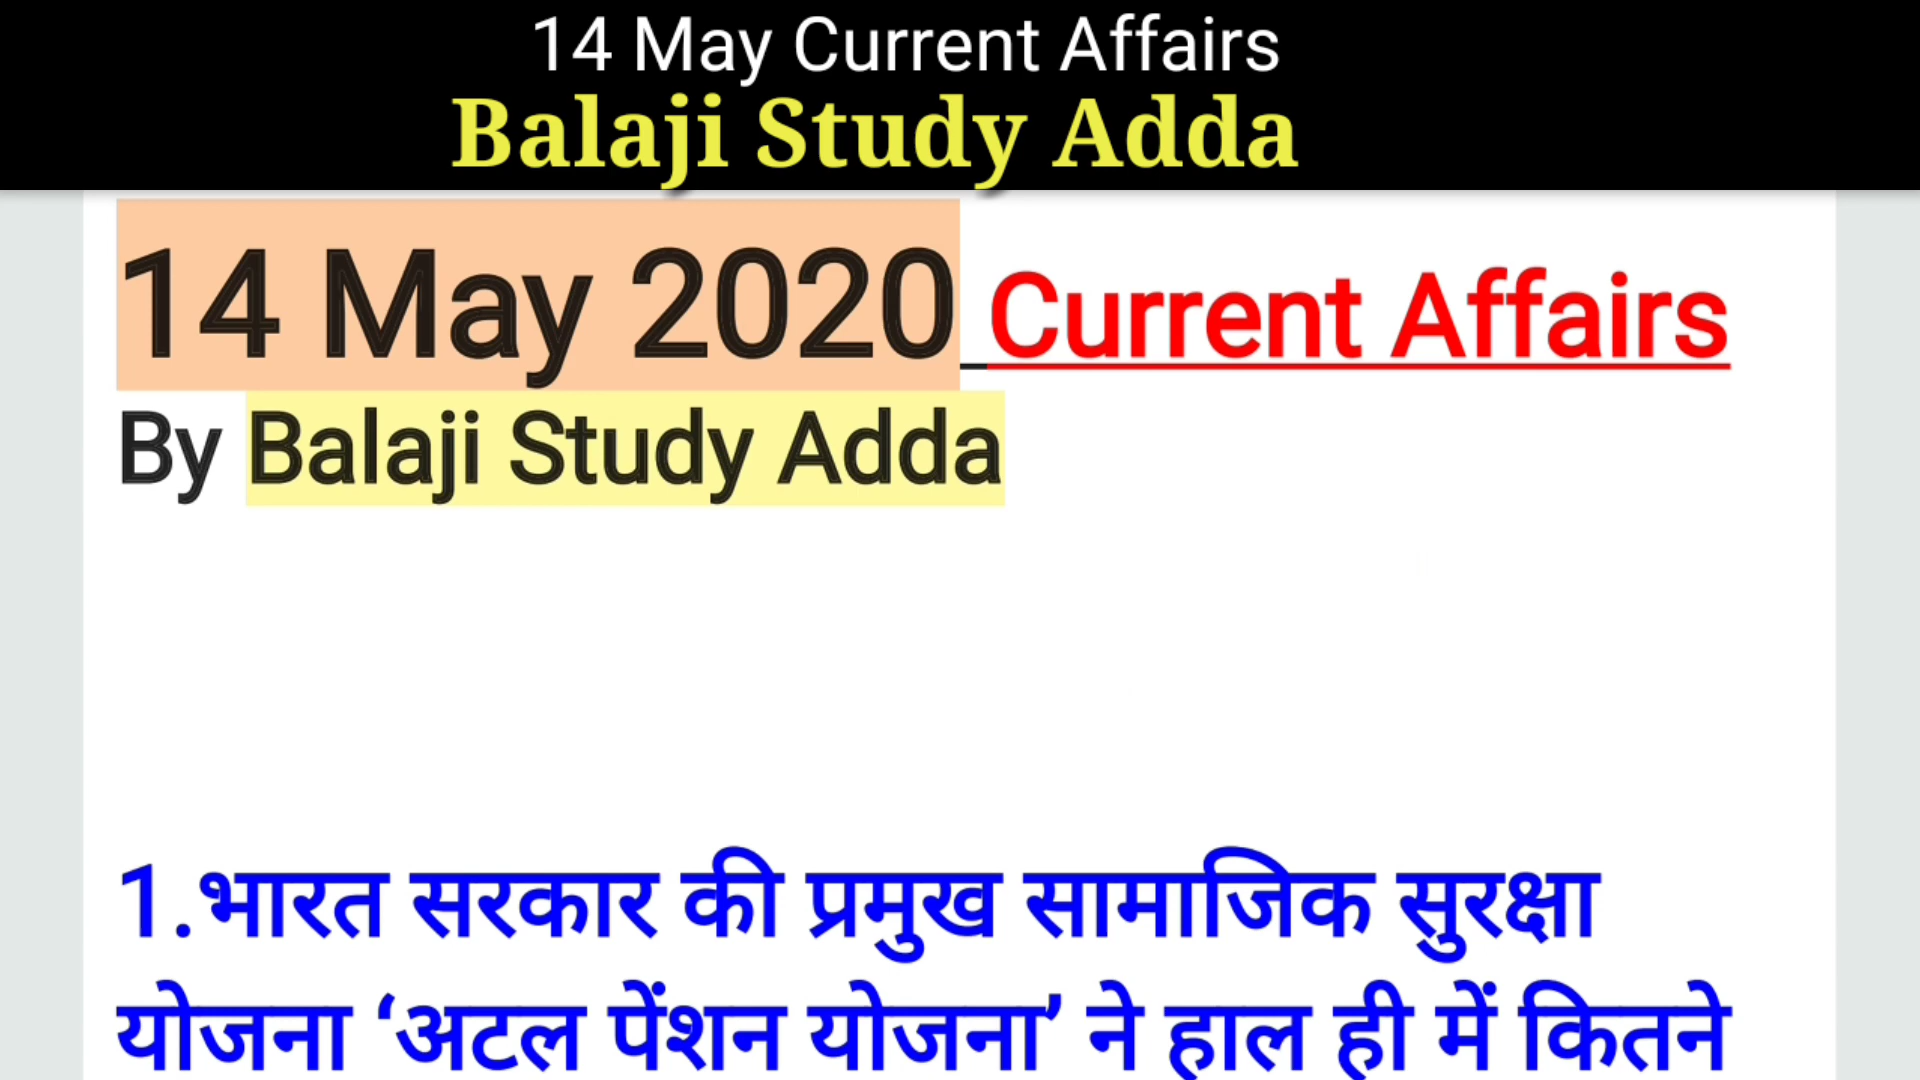 14 May Current Affairs
Balaji Study Adda
14 May 2020 Current Affairs
By Balaji Study Adda
1.भारत सरकार की प्रमुख सामाजिक सुरक्षा
योजना ‘अटल पेंशन योजना’ ने हाल ही में कितने